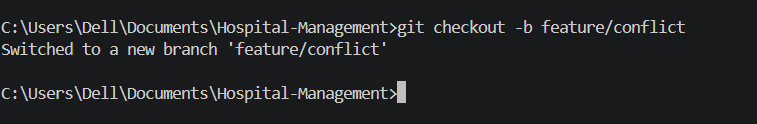 C:\Users\Dell\Documents\Hospital-Management>git checkout -b feature/conflict
Switched to a new branch 'feature/conflict'
C:\Users\Dell\Documents\Hospital-Management>